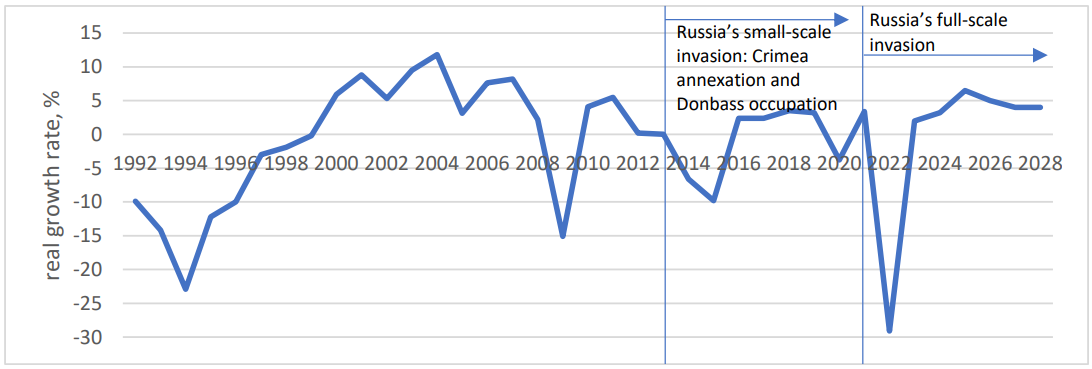 real growth rate, %
15
10
5
0
-5
-10
-15
-20
-25
-30
1992 1994 1996 1998 2000 2002 2004 2006 2008 2010 2012 2014 2016 2018 2020 2022 2024 2026 2028
Russia’s small-scale
invasion: Crimea
annexation and
Donbass occupation
Russia’s full-scale
invasion